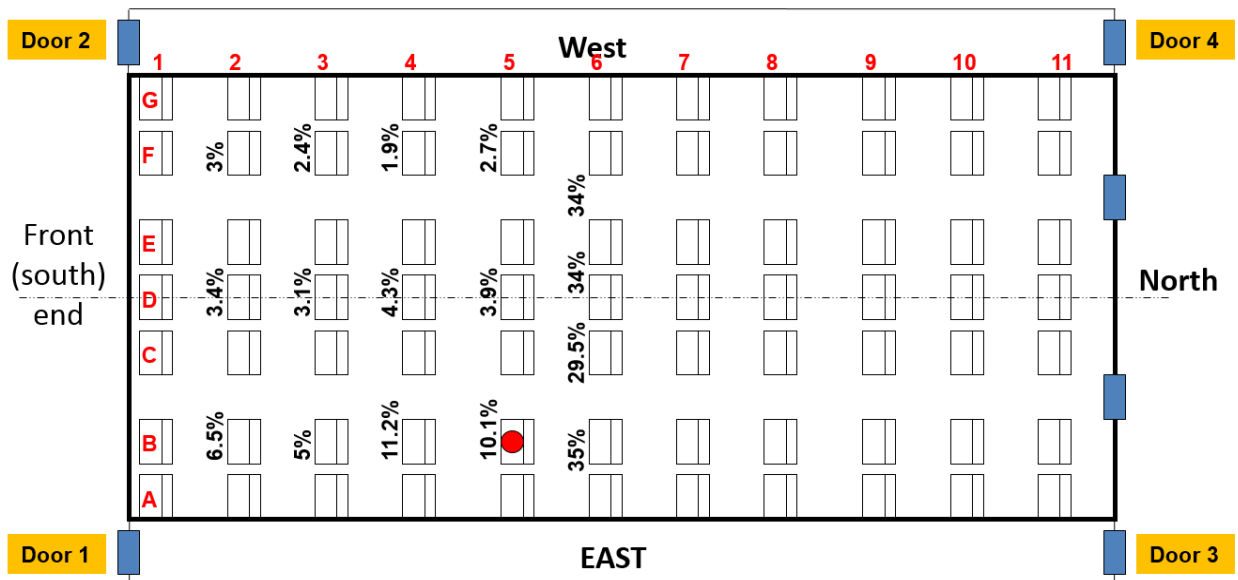 Door 2
West
Door 4
1 2 3 4 5 6 7 8 9 10 11
G
F
3%
2.4%
1.9%
2.7%
34%
E
Front
(south)
end
D
3.4%
3.1%
4.3%
3.9%
34%
North
C
29.5%
B
6.5%
5%
11.2%
10.1%
35%
A
Door 1
EAST
Door 3